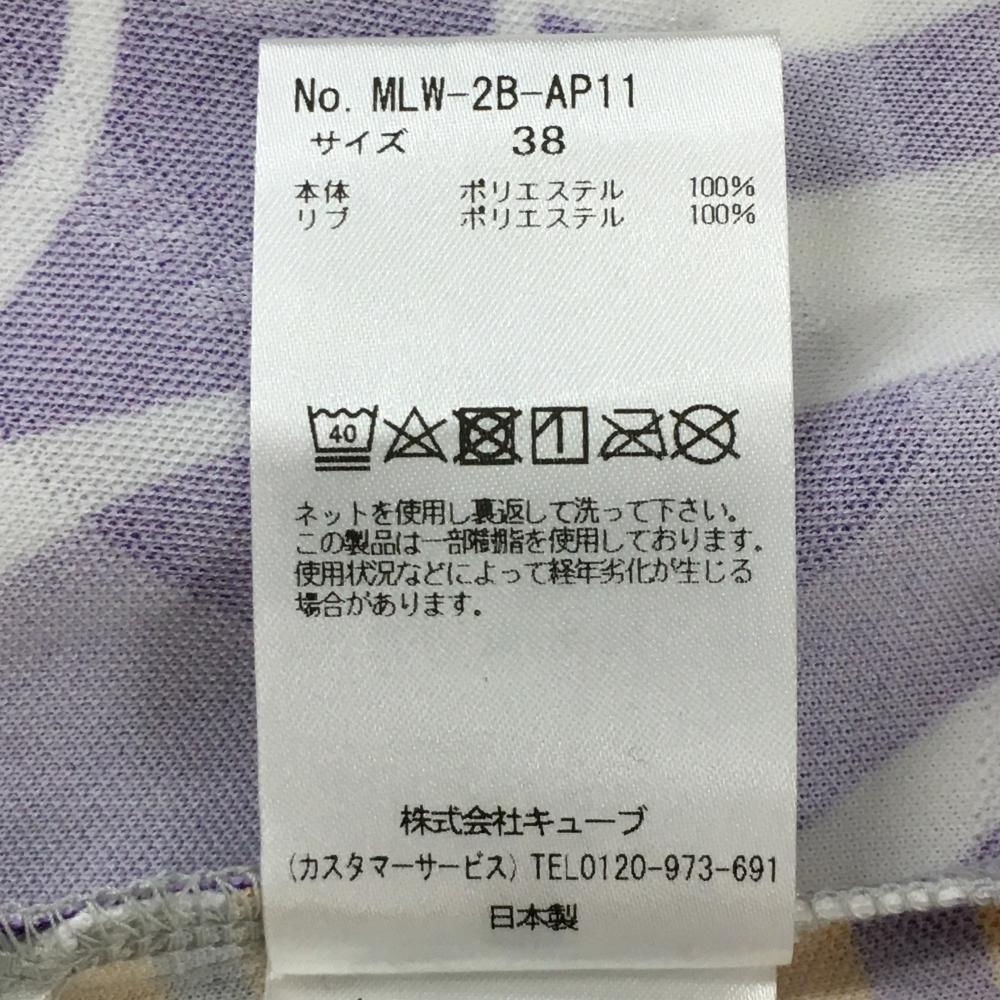 No. MLW-2B-AP11
サイズ 38
本体 ポリエステル 100%
リブ ポリエステル 100%
40
ネットを使用し裏返して洗って下さい。
この製品は一部樹脂を使用しております。
使用状況などによって経年劣化が生じる
場合があります。
株式会社キューブ
(カスタマーサービス) TEL0120-973-691
日本製